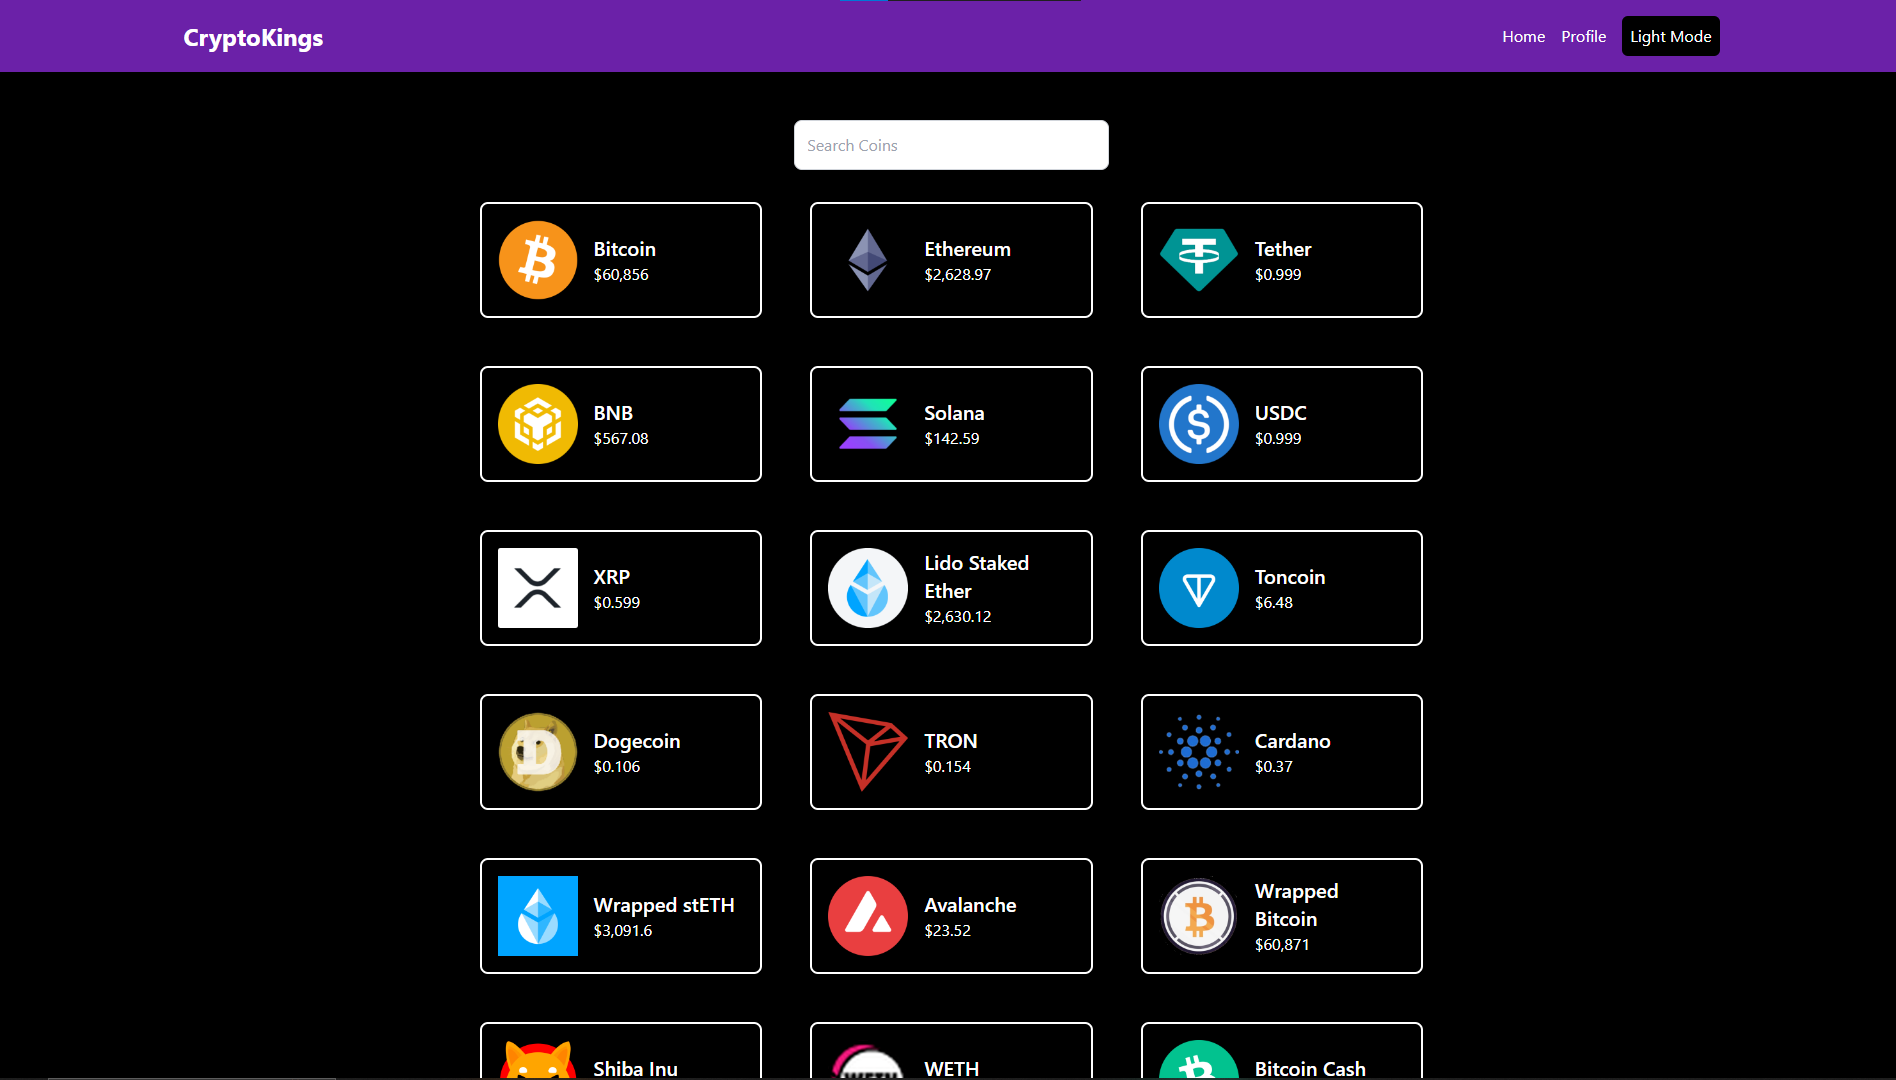 CryptoKings
Home Profile Light Mode
Search Coins
Bitcoin
$60,856
Ethereum
$2,628.97
Tether
$0.999
BNB
$567.08
Solana
$142.59
USDC
$0.999
XRP
$0.599
Lido Staked
Ether
$2,630.12
Toncoin
$6.48
Dogecoin
$0.106
TRON
$0.154
Cardano
$0.37
Wrapped stETH
$3,091.6
Avalanche
$23.52
Wrapped
Bitcoin
$60,871
Shiba Inu
WETH
Bitcoin Cash